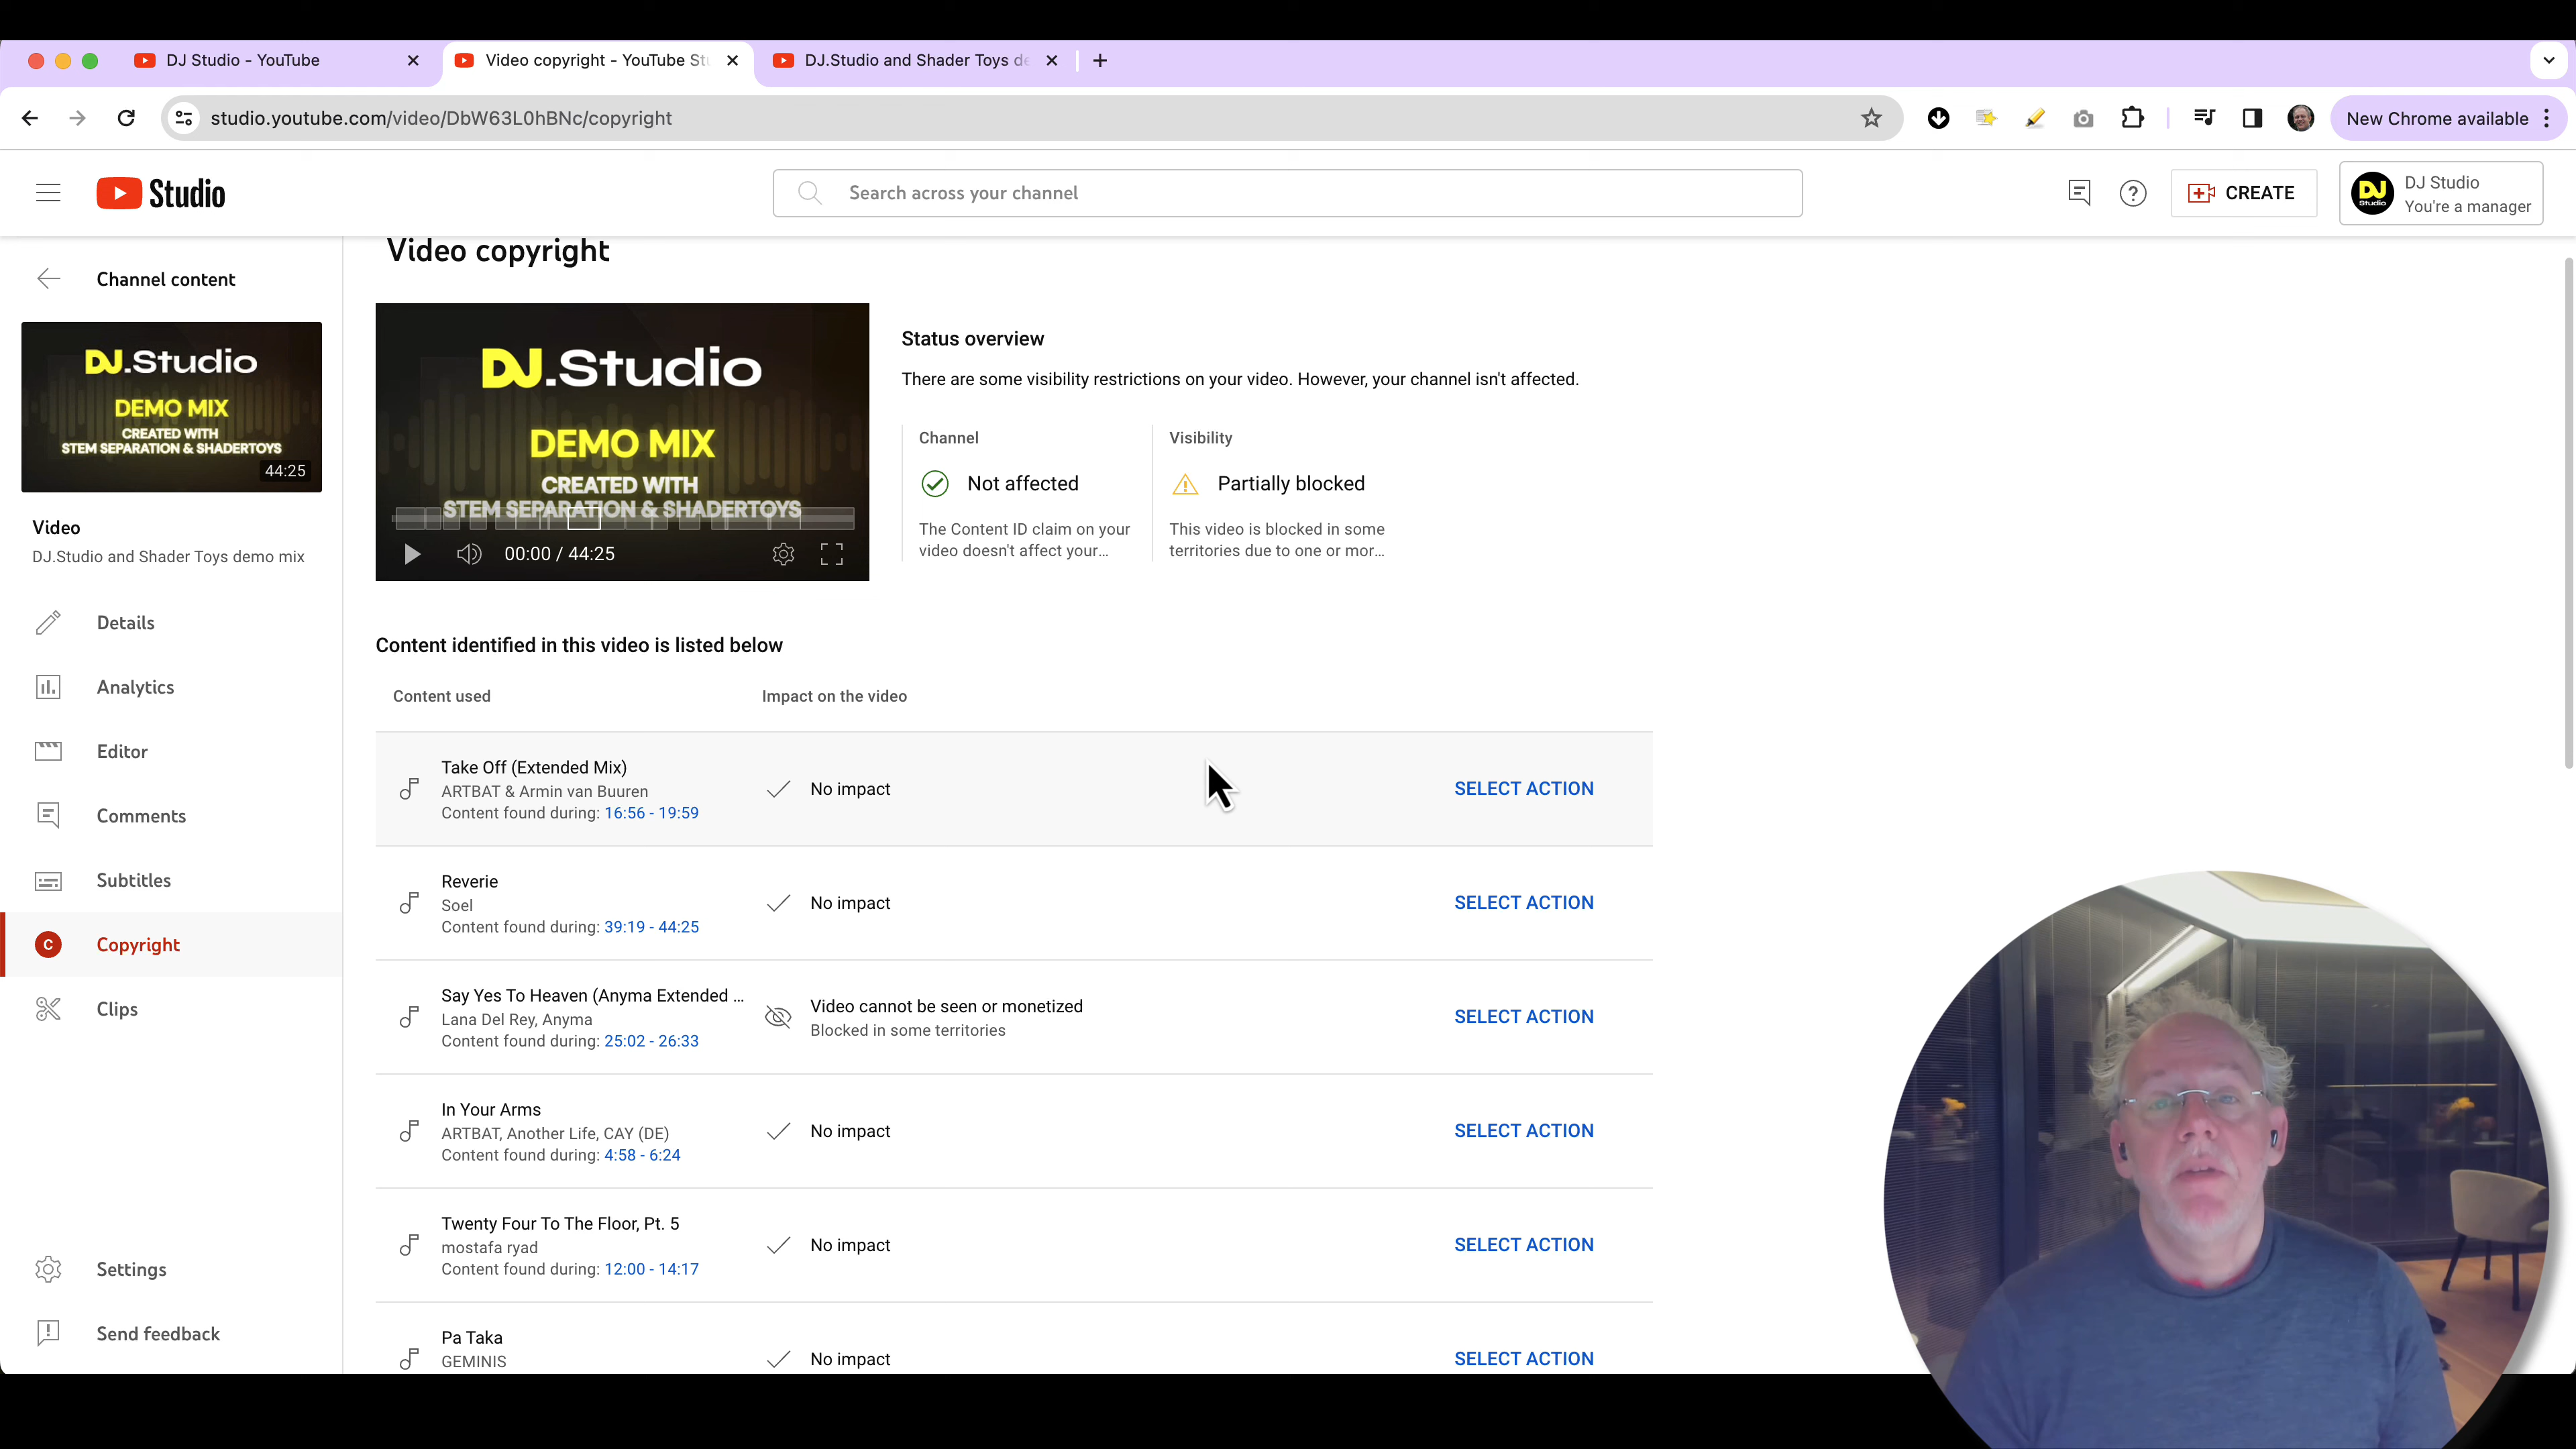 DJ Studio - YouTube
Video copyright - YouTube St
DJ.Studio and Shader Toys de
studio.youtube.com/video/DbW63L0hBNc/copyright
New Chrome available
Studio
Search across your channel
CREATE
DJ Studio
You're a manager
Channel content
DJ.Studio
DEMO MIX
CREATED WITH
STEM SEPARATION & SHADERTOYS
44:25
Video
DJ.Studio and Shader Toys demo mix
Details
Analytics
Editor
Comments
Subtitles
Copyright
Clips
Settings
Send feedback
Video copyright
DJ.Studio
DEMO MIX
CREATED WITH
STEM SEPARATION & SHADERTOYS
00:00 / 44:25
Status overview
There are some visibility restrictions on your video. However, your channel isn't affected.
Channel
Not affected
The Content ID claim on your
video doesn't affect your...
Visibility
Partially blocked
This video is blocked in some
territories due to one or mor...
Content identified in this video is listed below
Content used
Impact on the video
Take Off (Extended Mix)
ARTBAT & Armin van Buuren
Content found during: 16:56 - 19:59
No impact
SELECT ACTION
Reverie
Soel
Content found during: 39:19 - 44:25
No impact
SELECT ACTION
Say Yes To Heaven (Anyma Extended ...
Lana Del Rey, Anyma
Content found during: 25:02 - 26:33
Video cannot be seen or monetized
Blocked in some territories
SELECT ACTION
In Your Arms
ARTBAT, Another Life, CAY (DE)
Content found during: 4:58 - 6:24
No impact
SELECT ACTION
Twenty Four To The Floor, Pt. 5
mostafa ryad
Content found during: 12:00 - 14:17
No impact
SELECT ACTION
Pa Taka
GEMINIS
No impact
SELECT ACTION